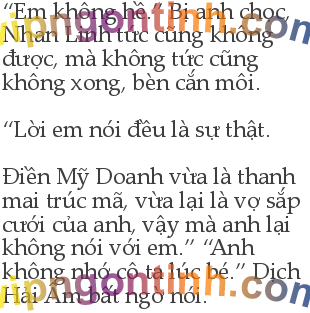 “Em không hề.” Bị anh chọc,
Nhan Linh tức cũng không
được, mà không tức cũng
không xong, bèn cắn môi.
“Lời em nói đều là sự thật.
Điền Mỹ Doanh vừa là thanh
mai trúc mã, vừa lại là vợ sắp
cưới của anh, vậy mà anh lại
không nói với em.” “Anh
không nhớ cô ta lúc bé.” Dịch
Hải Âm bất ngờ nói.